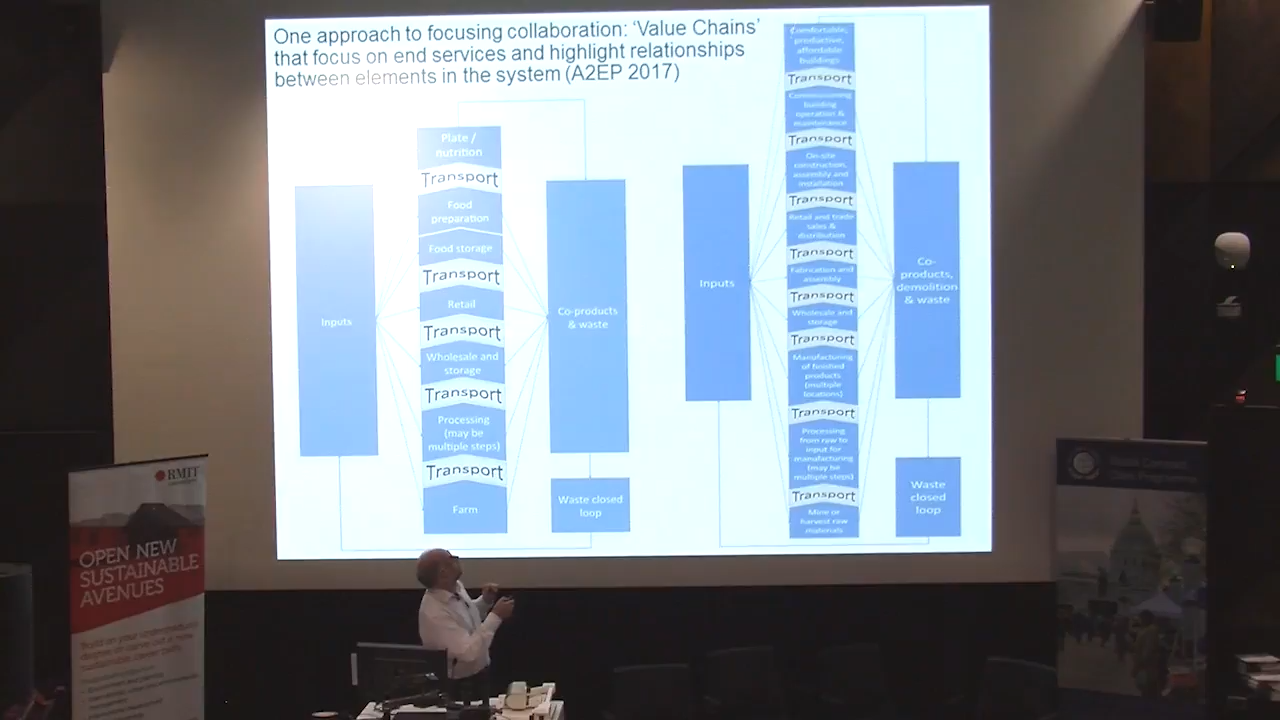 One approach to focusing collaboration: ‘Value Chains’
that focus on end services and highlight relationships
between elements in the system (A2EP 2017)
Plate /
nutrition
Transport
Food
preparation
Food storage
Transport
Retail
Transport
Wholesale and
storage
Transport
Processing
(may be
multiple steps)
Transport
Farm
Inputs
Co-products
& waste
Waste closed
loop
Comfortable,
productive,
affordable
buildings
Transport
Commissioning
building
operation &
maintenance
Transport
On-site
construction,
assembly and
installation
Transport
Retail and trade
sales &
distribution
Transport
Fabrication and
assembly
Transport
Wholesale and
storage
Transport
Manufacturing
of finished
products
(multiple
locations)
Transport
Processing
from raw to
input for
manufacturing
(may be
multiple steps)
Transport
Mine or
harvest raw
materials
Inputs
Co-
products,
demolition
& waste
Waste
closed
loop
RMIT
OPEN NEW
SUSTAINABLE
AVENUES